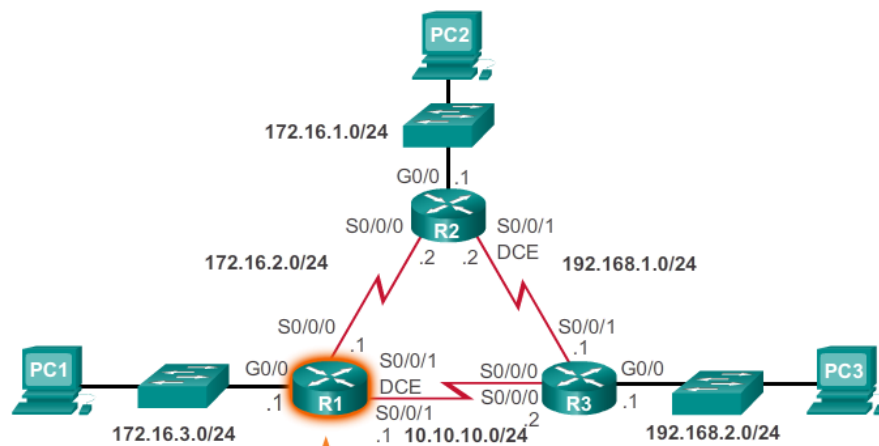 PC2
172.16.1.0/24
G0/0 .1
S0/0/0 R2 S0/0/1
172.16.2.0/24 .2 .2 DCE 192.168.1.0/24
S0/0/0 .1 S0/0/1 .1
PC1 G0/0 S0/0/1 S0/0/0 G0/0 PC3
.1 R1 DCE S0/0/0 R3 .1
S0/0/1 .2
172.16.3.0/24 .1 10.10.10.0/24 192.168.2.0/24